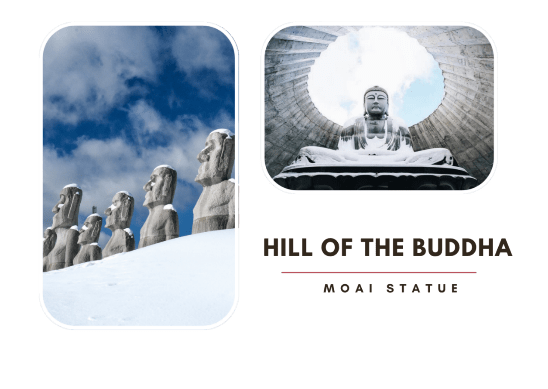 HILL OF THE BUDDHA
MOAI STATUE